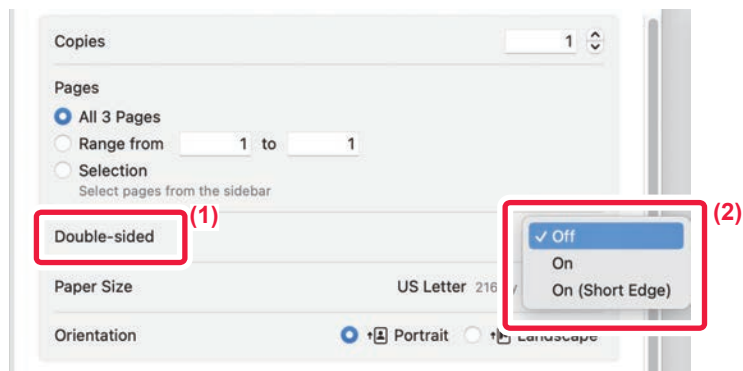 Copies 1
Pages
All 3 Pages
Range from 1 to 1
Selection
Select pages from the sidebar
(1) (2)
Double-sided ✓ Off
On
Paper Size US Letter On (Short Edge)
Orientation Portrait Landscape